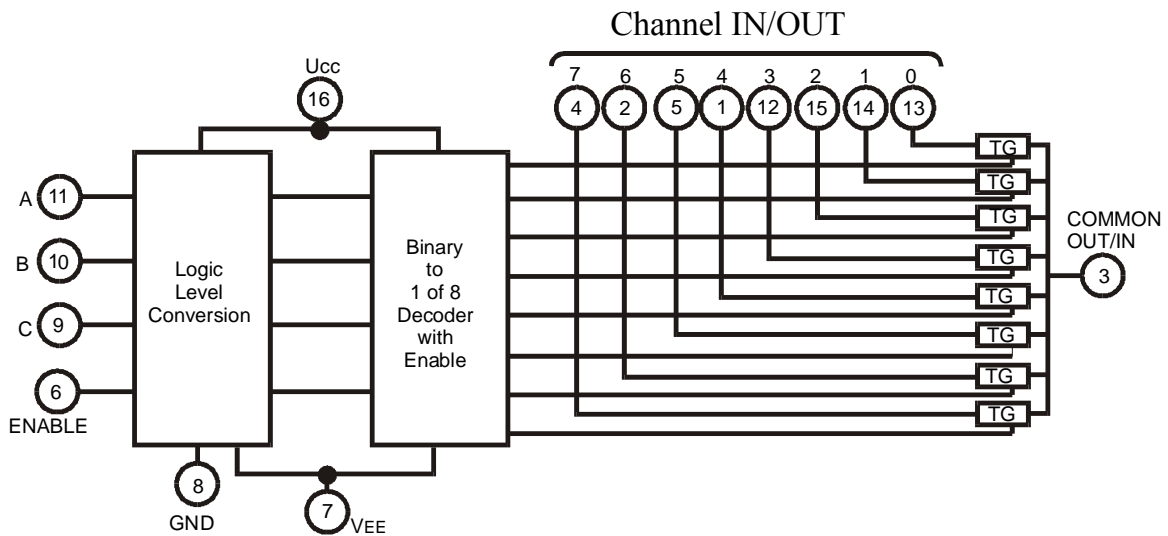 Channel IN/OUT
Ucc
7 6 5 4 3 2 1 0
16
4 2 5 1 12 15 14 13
TG
A 11
TG
TG
COMMON
OUT/IN
B 10
Logic
Level
Conversion
Binary
to
1 of 8
Decoder
with
Enable
TG
3
TG
C 9
TG
6
ENABLE
TG
TG
8
GND
7
VEE